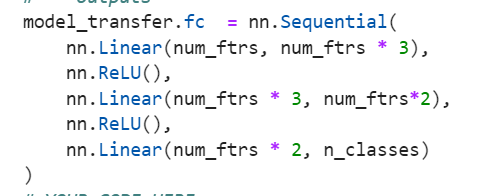 model_transfer.fc  = nn.Sequential(
    nn.Linear(num_ftrs, num_ftrs * 3),
    nn.ReLU(),
    nn.Linear(num_ftrs * 3, num_ftrs*2),
    nn.ReLU(),
    nn.Linear(num_ftrs * 2, n_classes)
)